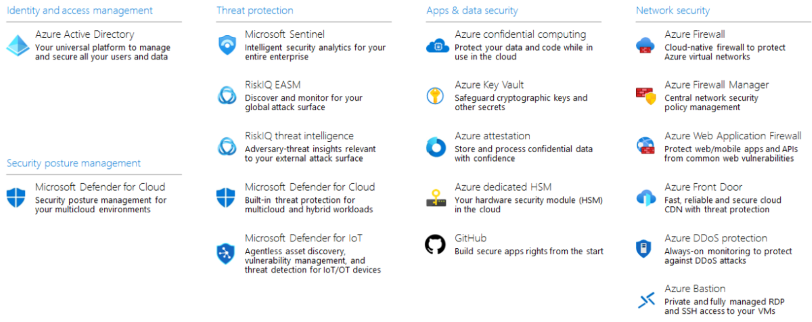 Identity and access management
Azure Active Directory
Your universal platform to manage
and secure all your users and data
Security posture management
Microsoft Defender for Cloud
Security posture management for
your multicloud environments
Threat protection
Microsoft Sentinel
Intelligent security analytics for your
entire enterprise
RiskIQ EASM
Discover and monitor for your
global attack surface
RiskIQ threat intelligence
Adversary-threat insights relevant
to your external attack surface
Microsoft Defender for Cloud
Built-in threat protection for
multicloud and hybrid workloads
Microsoft Defender for IoT
Agentless asset discovery,
vulnerability management, and
threat detection for IoT/OT devices
Apps & data security
Azure confidential computing
Protect your data and code while in
use in the cloud
Azure Key Vault
Safeguard cryptographic keys and
other secrets
Azure attestation
Store and process confidential data
with confidence
Azure dedicated HSM
Your hardware security module (HSM)
in the cloud
GitHub
Build secure apps rights from the start
Network security
Azure Firewall
Cloud-native firewall to protect
Azure virtual networks
Azure Firewall Manager
Central network security
policy management
Azure Web Application Firewall
Protect web/mobile apps and APIs
from common web vulnerabilities
Azure Front Door
Fast, reliable and secure cloud
CDN with threat protection
Azure DDoS protection
Always-on monitoring to protect
against DDoS attacks
Azure Bastion
Private and fully managed RDP
and SSH access to your VMs